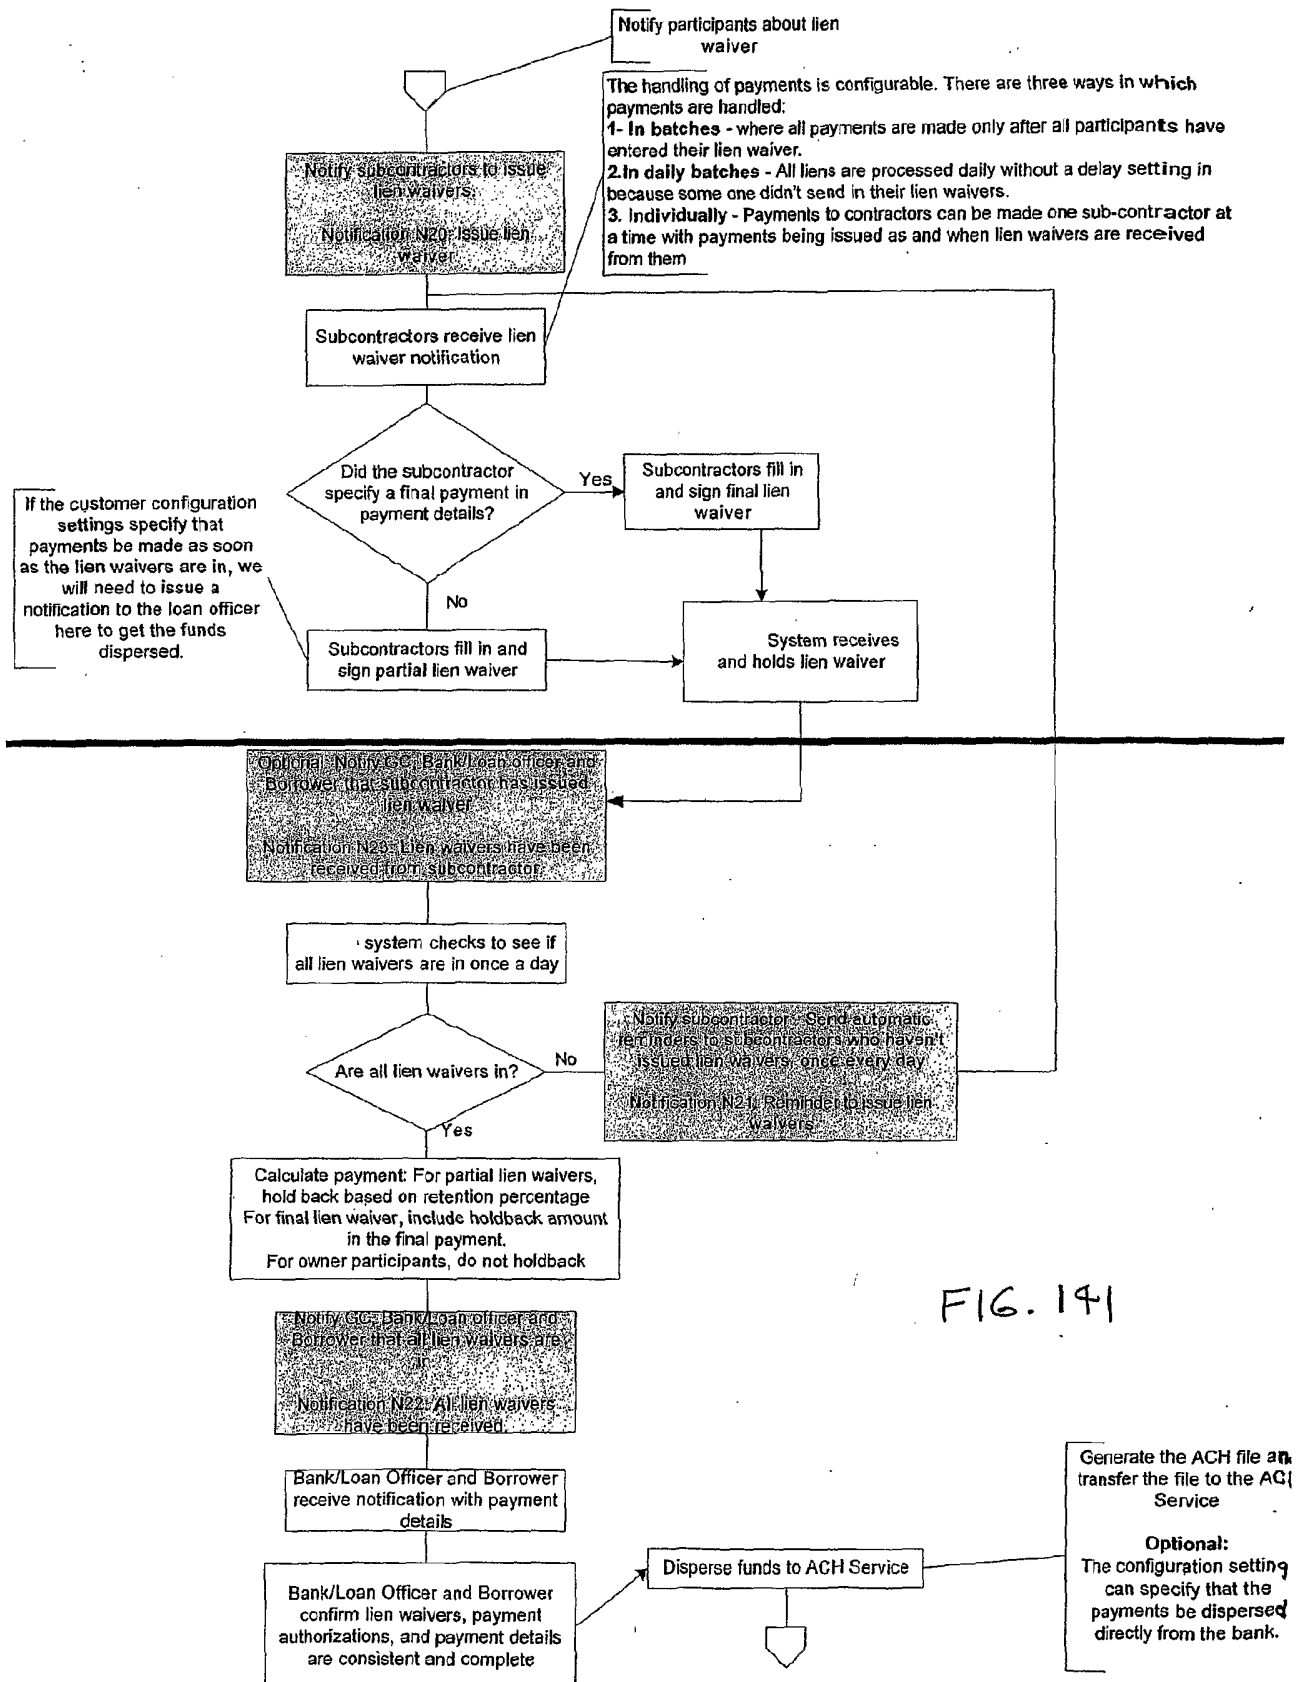 Notify participants about lien
waiver
The handling of payments is configurable. There are three ways in which
payments are handled:
1- In batches - where all payments are made only after all participants have
entered their lien waiver.
2.In daily batches - All liens are processed daily without a delay setting in
because some one didn't send in their lien waivers.
3. Individually - Payments to contractors can be made one sub-contractor at
a time with payments being issued as and when lien waivers are received
from them
Notify subcontractors to issue
lien waivers.
Notification N20: Issue lien
waiver
Subcontractors receive lien
waiver notification
Did the subcontractor
specify a final payment in
payment details?
Yes
Subcontractors fill in
and sign final lien
waiver
If the customer configuration
settings specify that
payments be made as soon
as the lien waivers are in, we
will need to issue a
notification to the loan officer
here to get the funds
dispersed.
No
Subcontractors fill in and
sign partial lien waiver
System receives
and holds lien waiver
Optional: Notify GC, Bank/Loan officer and
Borrower that subcontractor has issued
lien waiver
Notification N23: Lien waivers have been
received from subcontractor
system checks to see if
all lien waivers are in once a day
Are all lien waivers in?
No
Notify subcontractor - Send automatic
reminders to subcontractors who haven't
issued lien waivers, once every day
Notification N21: Reminder to issue lien
waivers
Yes
Calculate payment: For partial lien waivers,
hold back based on retention percentage
For final lien waiver, include holdback amount
in the final payment.
For owner participants, do not holdback
Notify GC, Bank/Loan officer and
Borrower that all lien waivers are
in
Notification N22: All lien waivers
have been received.
FIG. 141
Bank/Loan Officer and Borrower
receive notification with payment
details
Bank/Loan Officer and Borrower
confirm lien waivers, payment
authorizations, and payment details
are consistent and complete
Disperse funds to ACH Service
Generate the ACH file an
transfer the file to the AC
Service
Optional:
The configuration setting
can specify that the
payments be dispersed
directly from the bank.